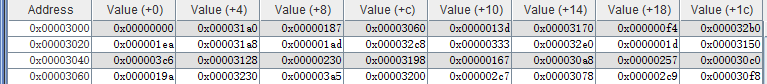 Address Value (+0) Value (+4) Value (+8) Value (+c) Value (+10) Value (+14) Value (+18) Value (+1c)
0x00003000 0x00000000 0x000031a0 0x00000187 0x00003060 0x0000013d 0x00003170 0x000000f4 0x000032b0
0x00003020 0x000001ea 0x000031a8 0x000001ad 0x000032c8 0x00000333 0x000032e0 0x0000001d 0x00003150
0x00003040 0x000003c6 0x00003128 0x00000230 0x00003198 0x00000167 0x000030a8 0x00000257 0x000030c0
0x00003060 0x0000019a 0x00003230 0x000003a5 0x00003200 0x000002c7 0x00003078 0x000002c9 0x000030f8